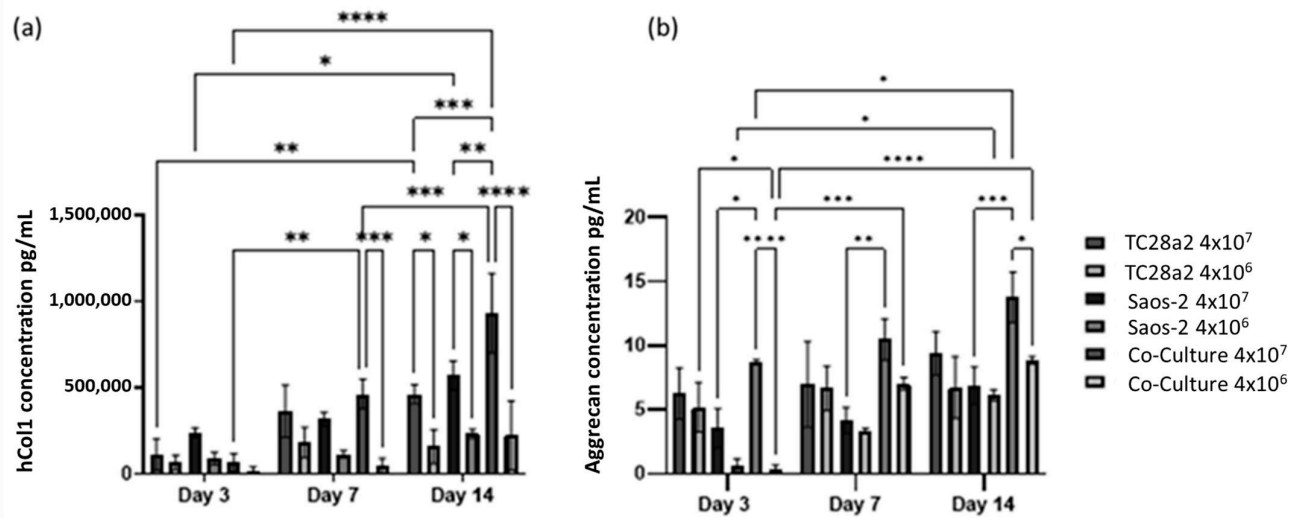 (a)
****
*
***
**
**
***
****
**
***
*
*
hCol1 concentration pg/mL
1,500,000
1,000,000
500,000
0
Day 3
Day 7
Day 14
(b)
*
*
*
****
*
***
***
****
**
*
Aggrecan concentration pg/mL
20
15
10
5
0
Day 3
Day 7
Day 14
TC28a2 4x10⁷
TC28a2 4x10⁶
Saos-2 4x10⁷
Saos-2 4x10⁶
Co-Culture 4x10⁷
Co-Culture 4x10⁶